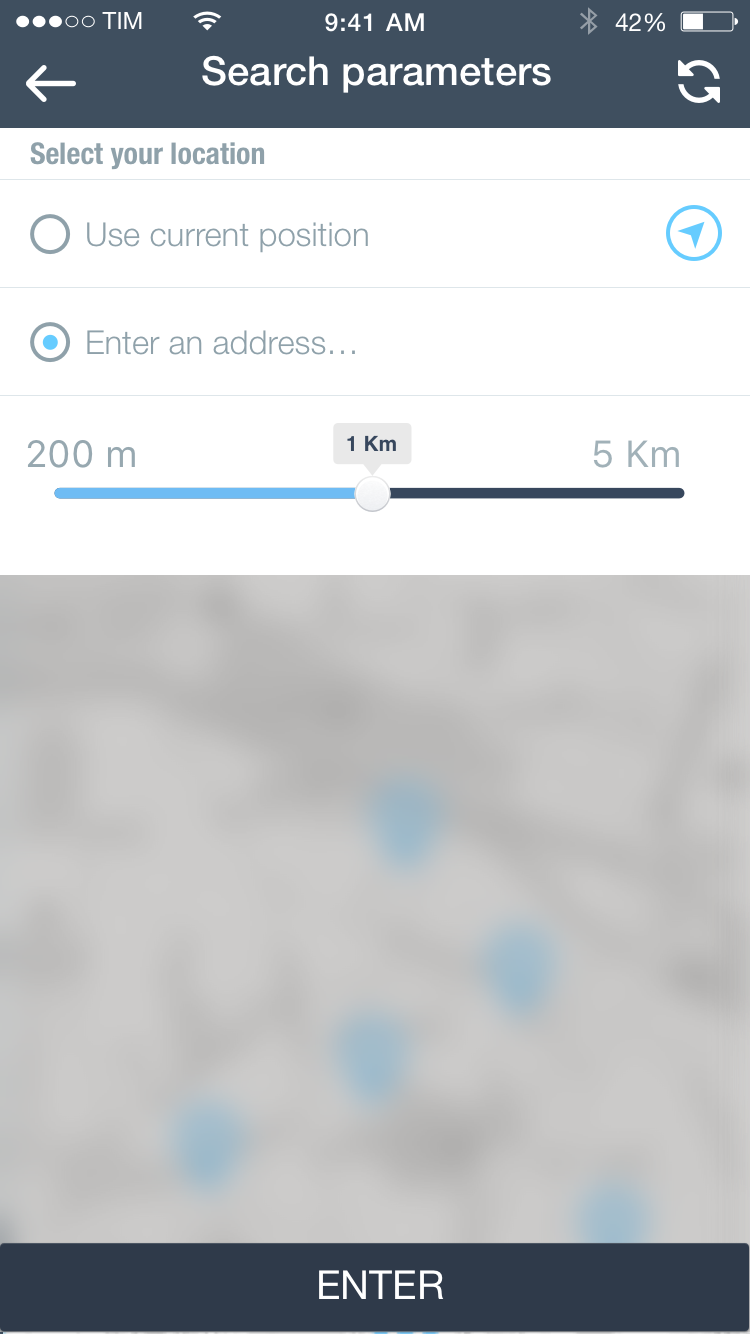 TIM 9:41 AM 42%
Search parameters
Select your location
Use current position
Enter an address...
1 Km
200 m 5 Km
ENTER